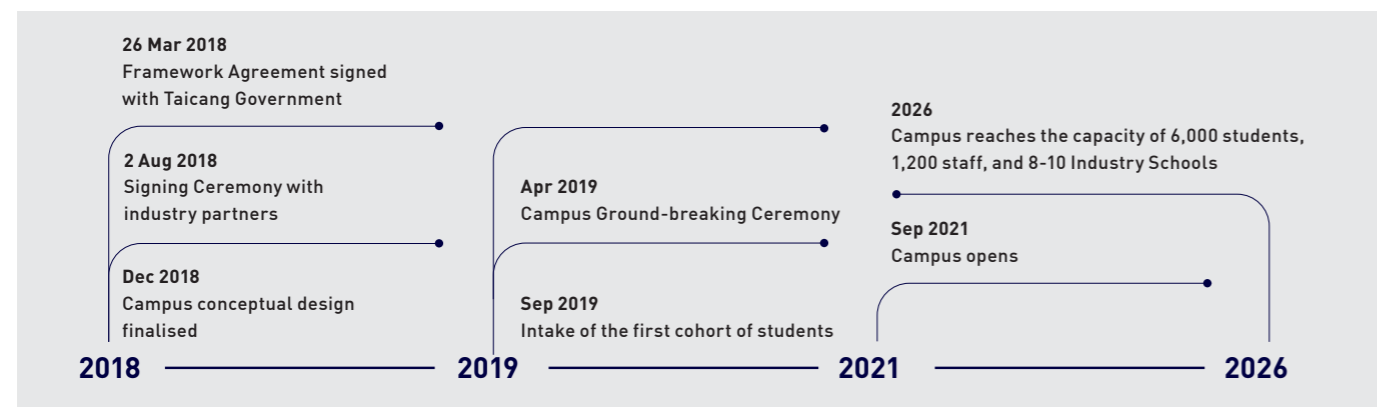 26 Mar 2018
Framework Agreement signed
with Taicang Government
2 Aug 2018
Signing Ceremony with
industry partners
Dec 2018
Campus conceptual design
finalised
Apr 2019
Campus Ground-breaking Ceremony
Sep 2019
Intake of the first cohort of students
2026
Campus reaches the capacity of 6,000 students,
1,200 staff, and 8-10 Industry Schools
Sep 2021
Campus opens
2018
2019
2021
2026